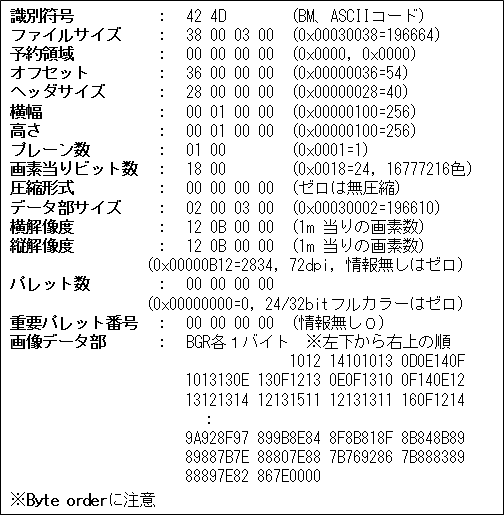 識別符号 : 42 4D (BM、ASCIIコード)
ファイルサイズ : 38 00 03 00 (0x00030038=196664)
予約領域 : 00 00 00 00 (0x0000, 0x0000)
オフセット : 36 00 00 00 (0x00000036=54)
ヘッダサイズ : 28 00 00 00 (0x00000028=40)
横幅 : 00 01 00 00 (0x00000100=256)
高さ : 00 01 00 00 (0x00000100=256)
プレーン数 : 01 00 (0x0001=1)
画素当りビット数 : 18 00 (0x0018=24, 16777216色)
圧縮形式 : 00 00 00 00 (ゼロは無圧縮)
データ部サイズ : 02 00 03 00 (0x00030002=196610)
横解像度 : 12 0B 00 00 (1m 当りの画素数)
縦解像度 : 12 0B 00 00 (1m 当りの画素数)
(0x00000B12=2834, 72dpi, 情報無しはゼロ)
パレット数 : 00 00 00 00
(0x00000000=0, 24/32bitフルカラーはゼロ)
重要パレット番号 : 00 00 00 00 (情報無し0)
画像データ部 : BGR各1バイト ※左下から右上の順
1012 14101013 0D0E140F
1013130E 130F1213 0E0F1310 0F140E12
13121314 12131511 12131311 160F1214
:
9A928F97 899B8E84 8F8B818F 8B848B89
89887B7E 88807E88 7B769286 7B888389
88897E82 867E0000
※Byte orderに注意